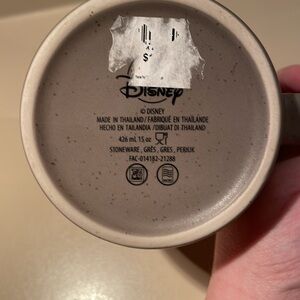 $
Disney
© DISNEY
MADE IN THAILAND/FABRIQUÉ EN THAÏLANDE
HECHO EN TAILANDIA/DIBUAT DI THAILAND
426 ml. 15 oz
STONEWARE, GRÈS, GRES, PERIUK
FAC-014182-21288